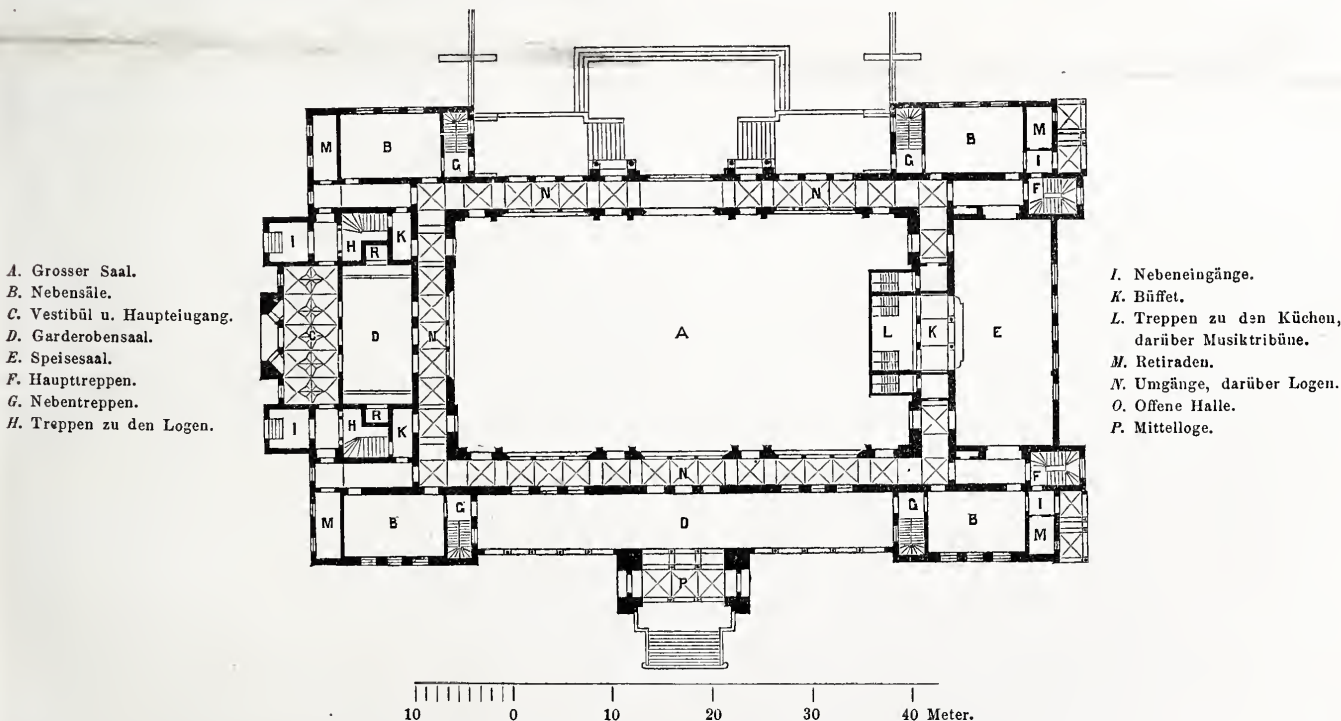 M B G G B M
I
N N F
I H K
R
A. Grosser Saal.
B. Nebensäle.
C. Vestibül u. Haupteiugang.
D. Garderobensaal.
E. Speisesaal.
F. Haupttreppen.
G. Nebentreppen.
H. Treppen zu den Logen.
C D N A L K E
I. Nebeneingänge.
K. Büffet.
L. Treppen zu den Küchen,
darüber Musiktribüne.
M. Retiraden.
N. Umgänge, darüber Logen.
O. Offene Halle.
P. Mittelloge.
R
I H K
N F
M B G D G B I
M
P
10 0 10 20 30 40 Meter.